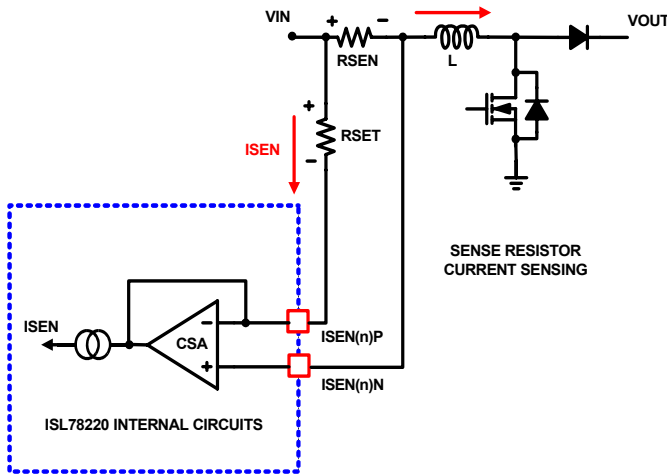 VIN
+
-
VOUT
RSEN
L
+
RSET
-
ISEN
SENSE RESISTOR
CURRENT SENSING
ISEN
-
CSA
+
ISEN(n)P
ISEN(n)N
ISL78220 INTERNAL CIRCUITS